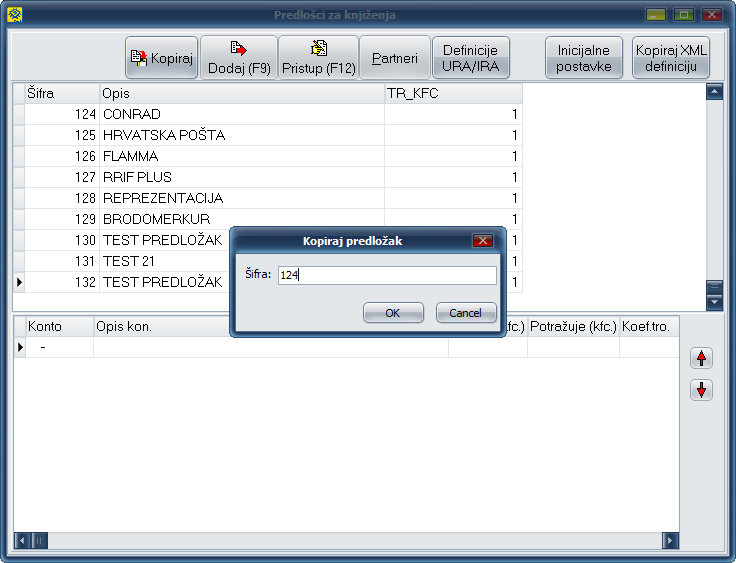 Predlošci za knjiženja
Kopiraj
Dodaj (F9)
Pristup (F12)
Partneri
Definicije
URA/IRA
Inicijalne
postavke
Kopiraj XML
definiciju
Šifra Opis TR_KFC
124 CONRAD 1
125 HRVATSKA POŠTA 1
126 FLAMMA 1
127 RRIF PLUS 1
128 REPREZENTACIJA 1
129 BRODOMERKUR 1
130 TEST PREDLOŽAK 1
131 TEST 21 1
132 TEST PREDLOŽAK 1
Kopiraj predložak
Šifra: 124
OK Cancel
Konto Opis kon. (kfc.) Potražuje (kfc.) Koef.tro.
-